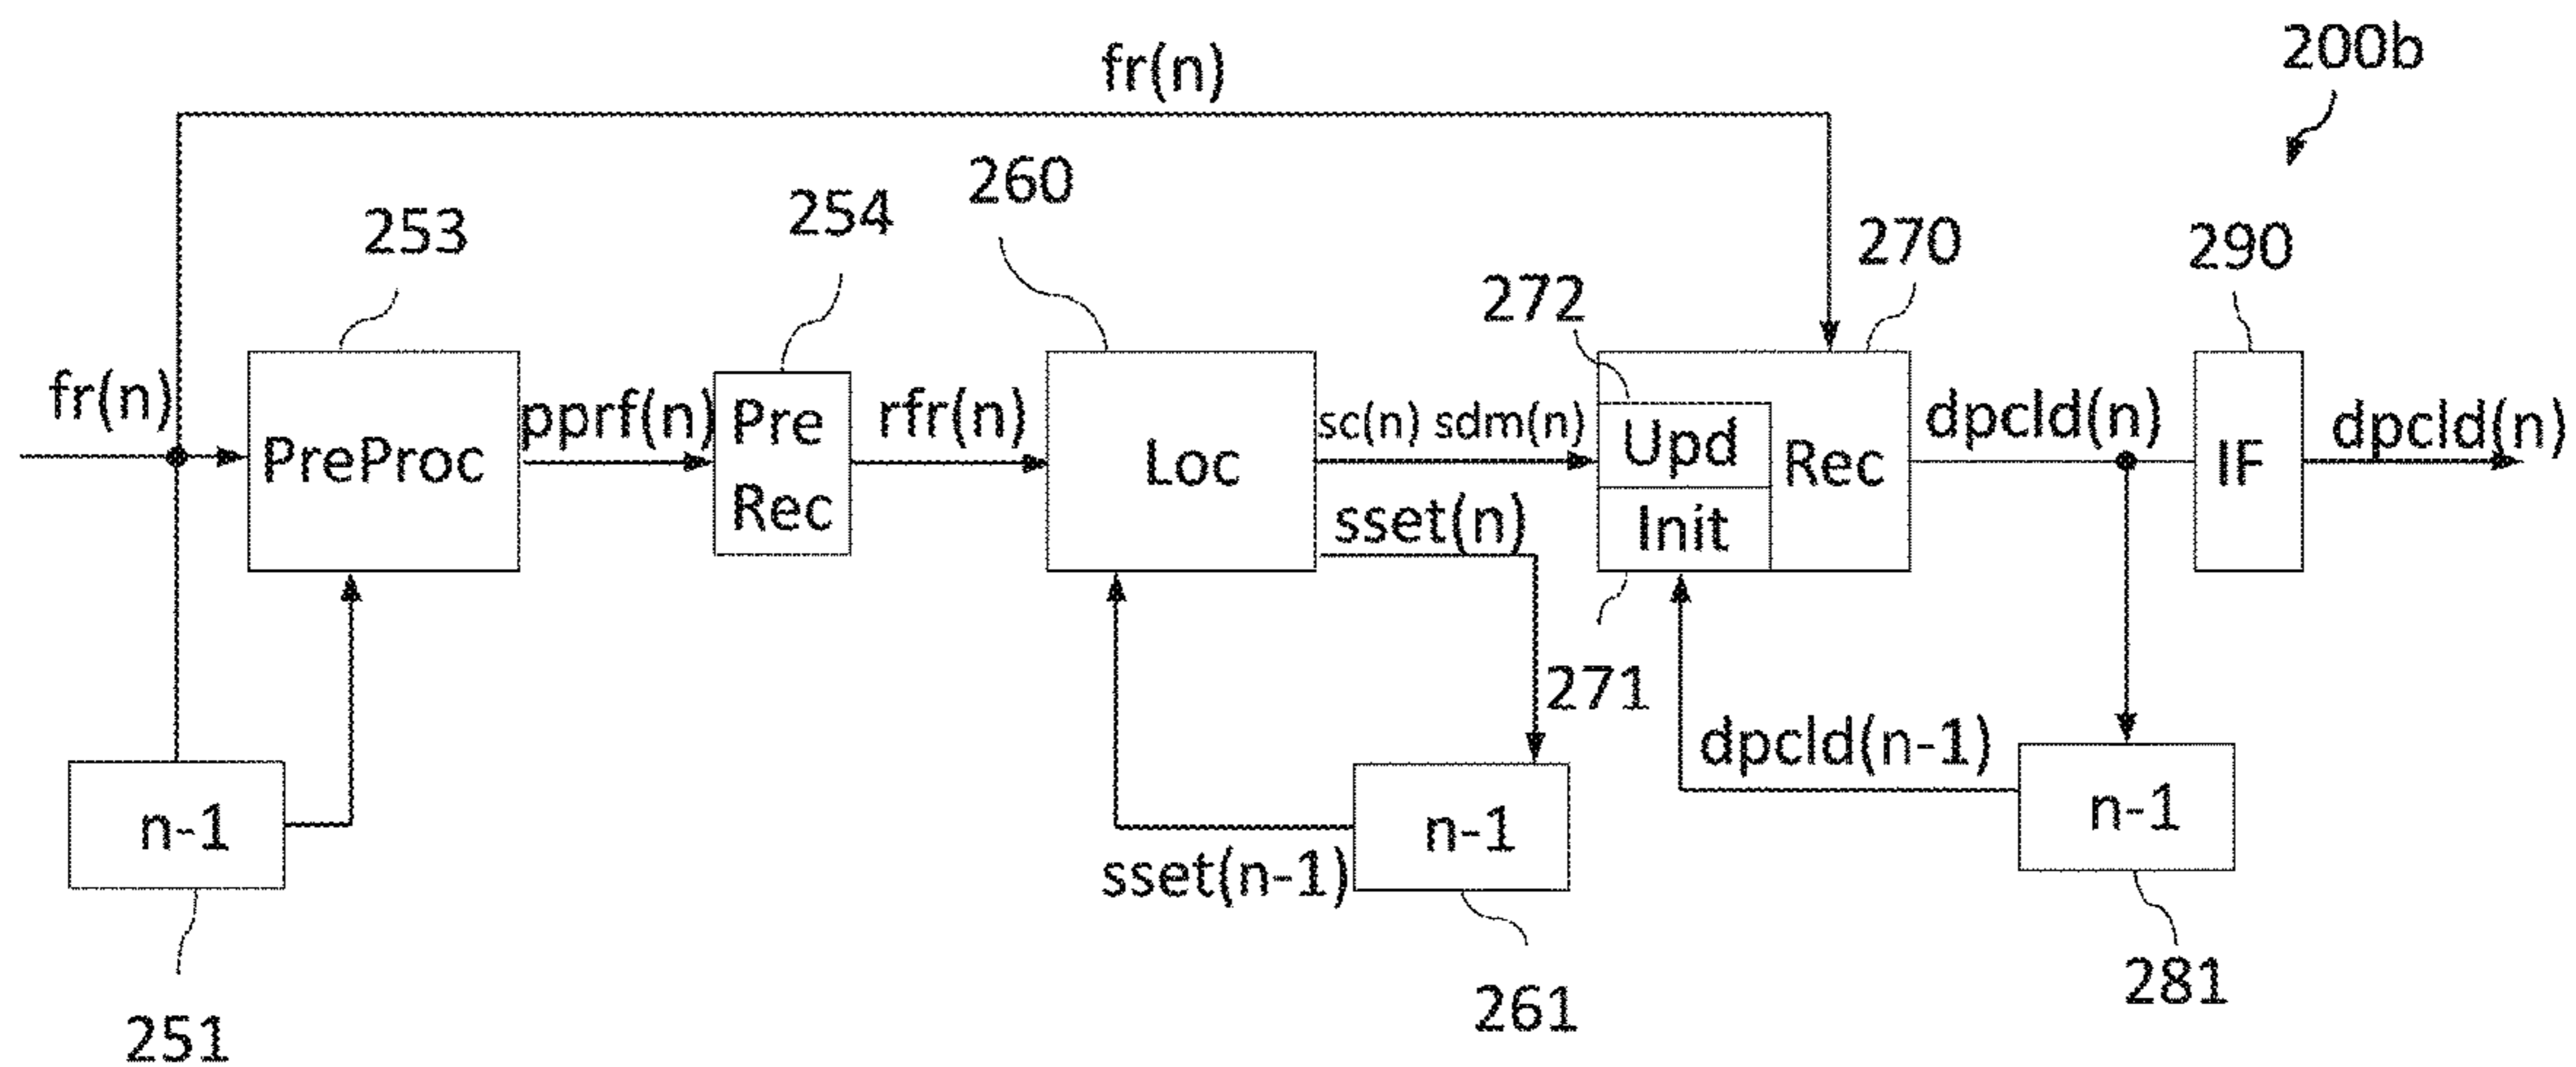 200b
fr(n)
260
254
253
270
290
272
fr(n)
PreProc
pprf(n)
Pre
Rec
rfr(n)
Loc
sc(n) sdm(n)
sset(n)
Upd
Init
Rec
dpcld(n)
IF
dpcld(n)
271
dpcld(n-1)
n-1
n-1
n-1
sset(n-1)
251
261
281